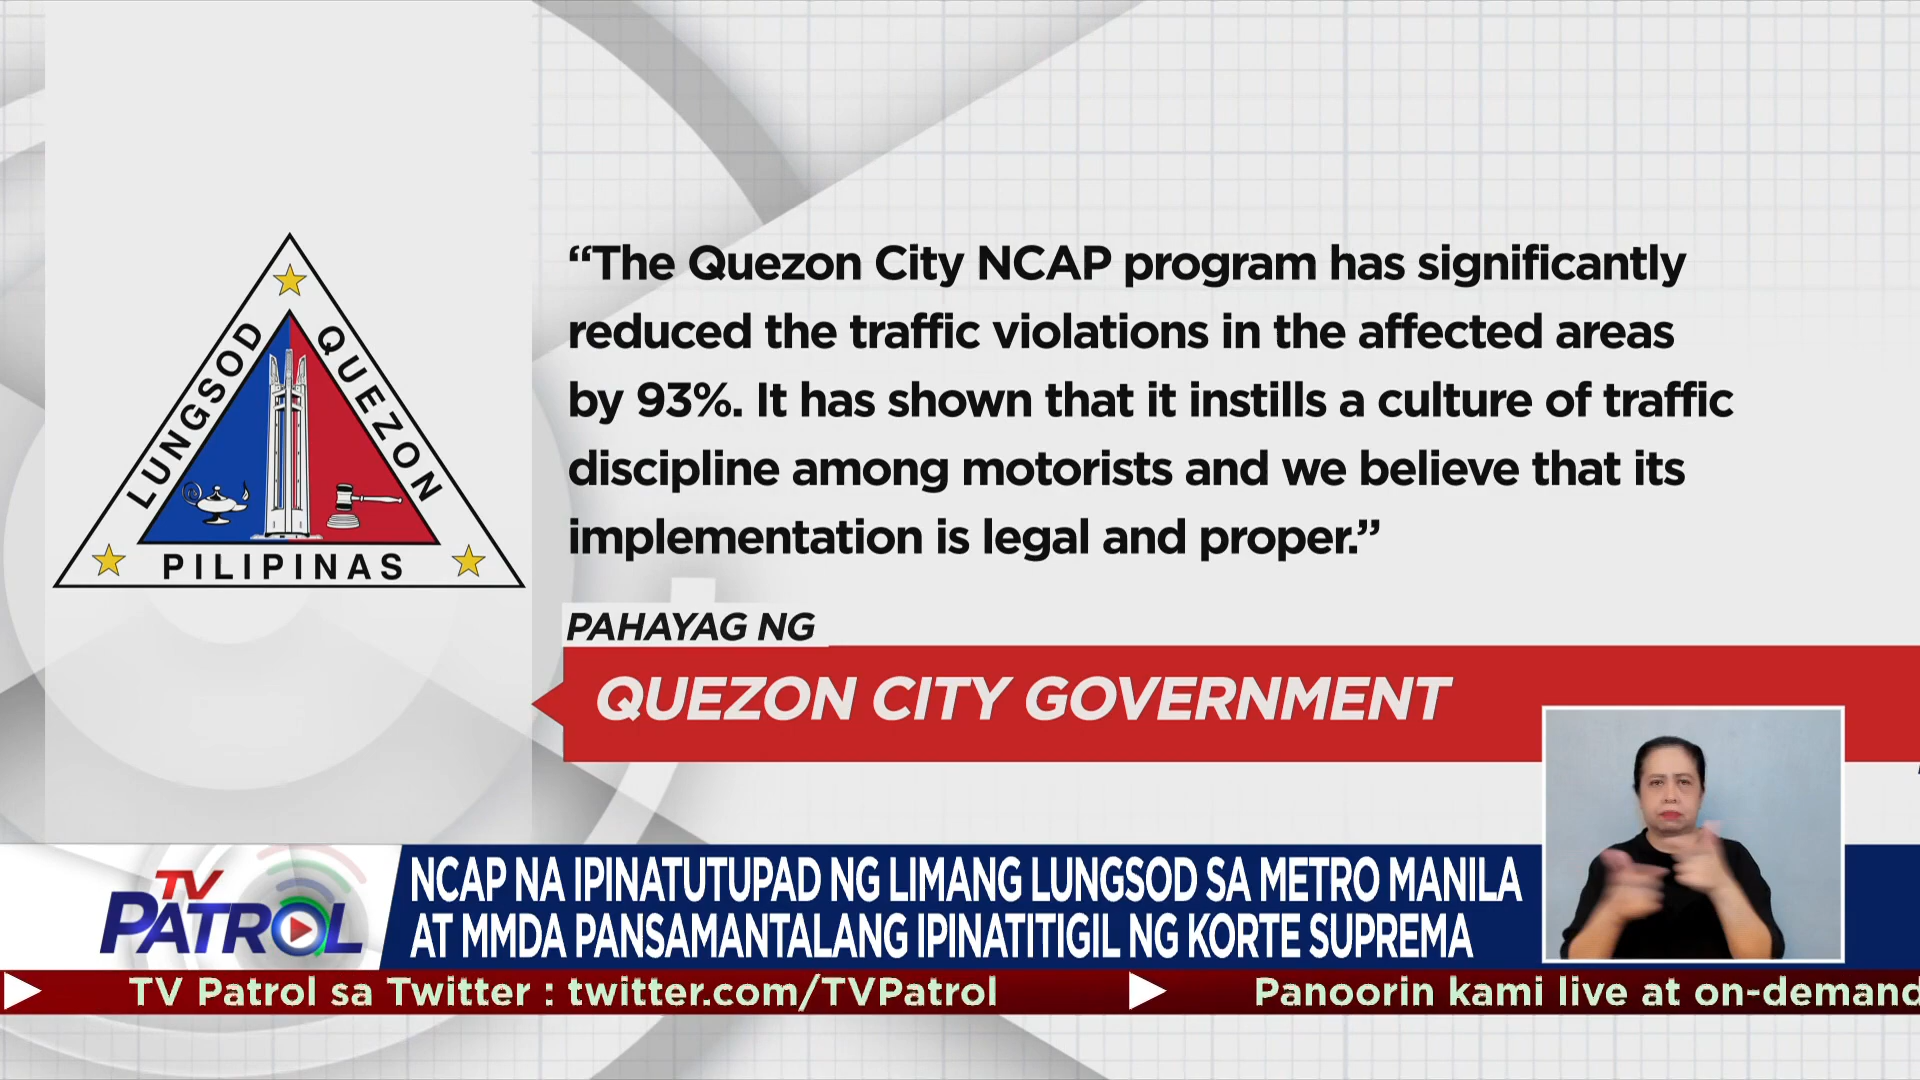 “The Quezon City NCAP program has significantly
reduced the traffic violations in the affected areas
by 93%. It has shown that it instills a culture of traffic
discipline among motorists and we believe that its
implementation is legal and proper.”
LUNGSOD QUEZON
PILIPINAS
PAHAYAG NG
QUEZON CITY GOVERNMENT
TV PATROL
NCAP NA IPINATUTUPAD NG LIMANG LUNGSOD SA METRO MANILA
AT MMDA PANSAMANTALANG IPINATITIGIL NG KORTE SUPREMA
TV Patrol sa Twitter : twitter.com/TVPatrol
Panoorin kami live at on-demand